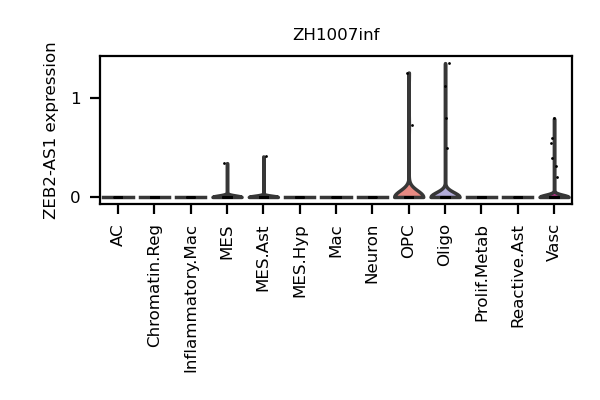 ZH1007inf
ZEB2-AS1 expression
1
0
AC
Chromatin.Reg
Inflammatory.Mac
MES
MES.Ast
MES.Hyp
Mac
Neuron
OPC
Oligo
Prolif.Metab
Reactive.Ast
Vasc